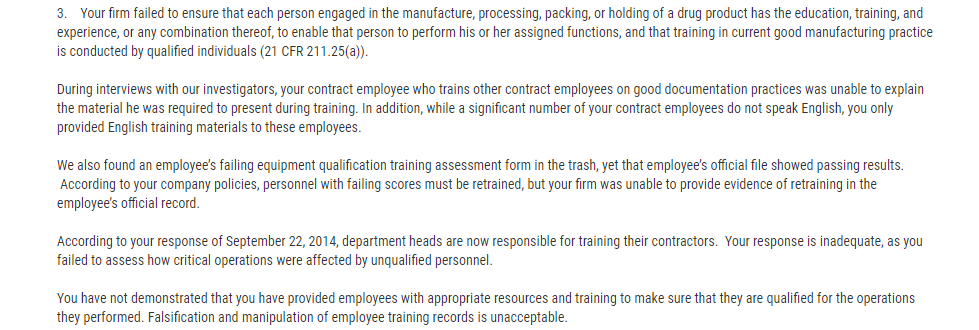 3. Your firm failed to ensure that each person engaged in the manufacture, processing, packing, or holding of a drug product has the education, training, and
experience, or any combination thereof, to enable that person to perform his or her assigned functions, and that training in current good manufacturing practice
is conducted by qualified individuals (21 CFR 211.25(a)).
During interviews with our investigators, your contract employee who trains other contract employees on good documentation practices was unable to explain
the material he was required to present during training. In addition, while a significant number of your contract employees do not speak English, you only
provided English training materials to these employees.
We also found an employee's failing equipment qualification training assessment form in the trash, yet that employee's official file showed passing results.
According to your company policies, personnel with failing scores must be retrained, but your firm was unable to provide evidence of retraining in the
employee's official record.
According to your response of September 22, 2014, department heads are now responsible for training their contractors. Your response is inadequate, as you
failed to assess how critical operations were affected by unqualified personnel.
You have not demonstrated that you have provided employees with appropriate resources and training to make sure that they are qualified for the operations
they performed. Falsification and manipulation of employee training records is unacceptable.